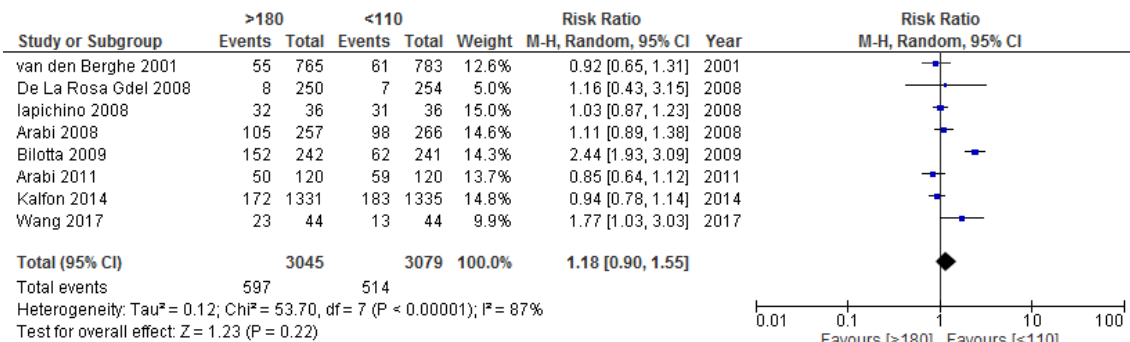 >180 <110 Risk Ratio Risk Ratio
Study or Subgroup Events Total Events Total Weight M-H, Random, 95% CI Year M-H, Random, 95% CI
van den Berghe 2001 55 765 61 783 12.6% 0.92 [0.65, 1.31] 2001
De La Rosa Gdel 2008 8 250 7 254 5.0% 1.16 [0.43, 3.15] 2008
Iapichino 2008 32 36 31 36 15.0% 1.03 [0.87, 1.23] 2008
Arabi 2008 105 257 98 266 14.6% 1.11 [0.89, 1.38] 2008
Bilotta 2009 152 242 62 241 14.3% 2.44 [1.93, 3.09] 2009
Arabi 2011 50 120 59 120 13.7% 0.85 [0.64, 1.12] 2011
Kalfon 2014 172 1331 183 1335 14.8% 0.94 [0.78, 1.14] 2014
Wang 2017 23 44 13 44 9.9% 1.77 [1.03, 3.03] 2017
Total (95% CI) 3045 3079 100.0% 1.18 [0.90, 1.55]
Total events 597 514
Heterogeneity: Tau² = 0.12; Chi² = 53.70, df = 7 (P < 0.00001); I² = 87%
Test for overall effect: Z = 1.23 (P = 0.22)
0.01 0.1 1 10 100
Favours [>180] Favours [<110]